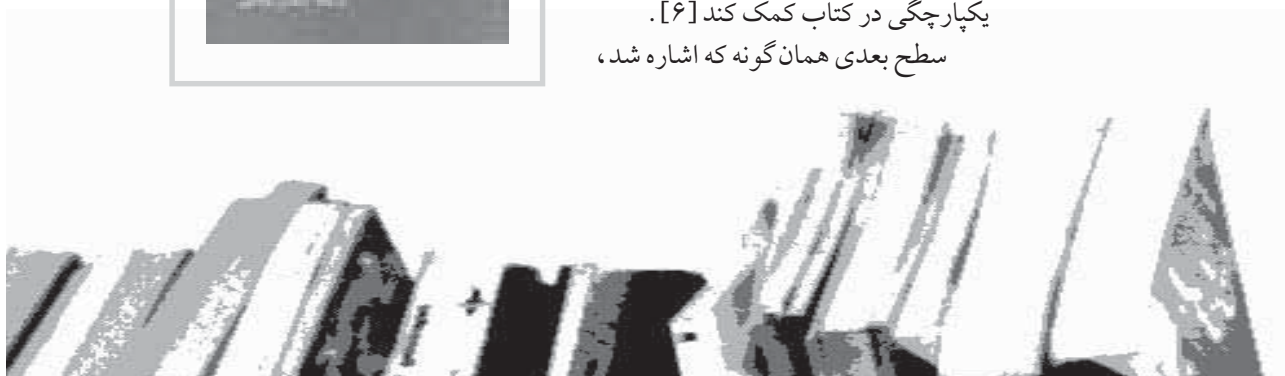 یکپارچگی در کتاب کمک کند [۶].
سطح بعدی همان‌گونه که اشاره شد،